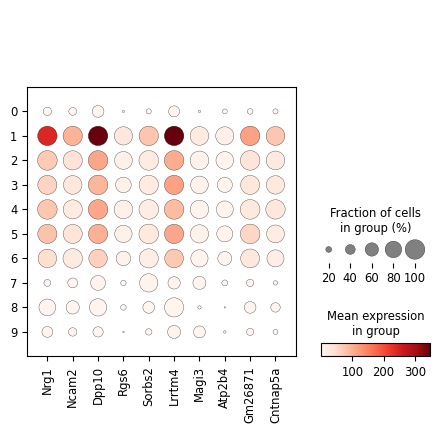 0
1
2
3
4
5
6
7
8
9
Nrg1
Ncam2
Dpp10
Rgs6
Sorbs2
Lrrtm4
Magi3
Atp2b4
Gm26871
Cntnap5a
Fraction of cells
in group (%)
20 40 60 80 100
Mean expression
in group
100 200 300